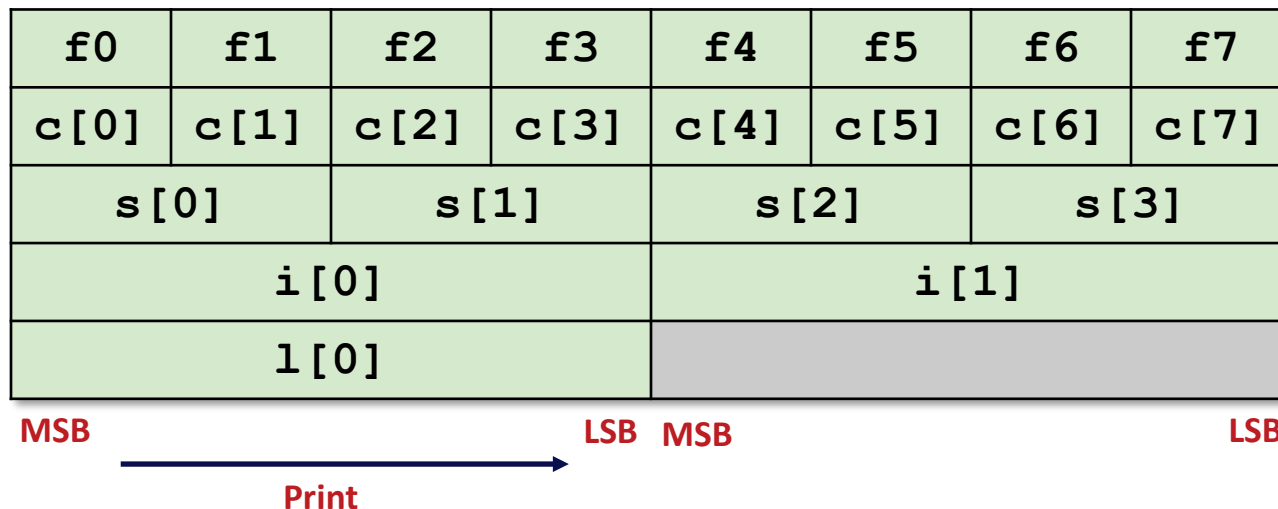 f0 f1 f2 f3 f4 f5 f6 f7
c[0] c[1] c[2] c[3] c[4] c[5] c[6] c[7]
s[0] s[1] s[2] s[3]
i[0] i[1]
l[0]
MSB LSB MSB LSB
Print